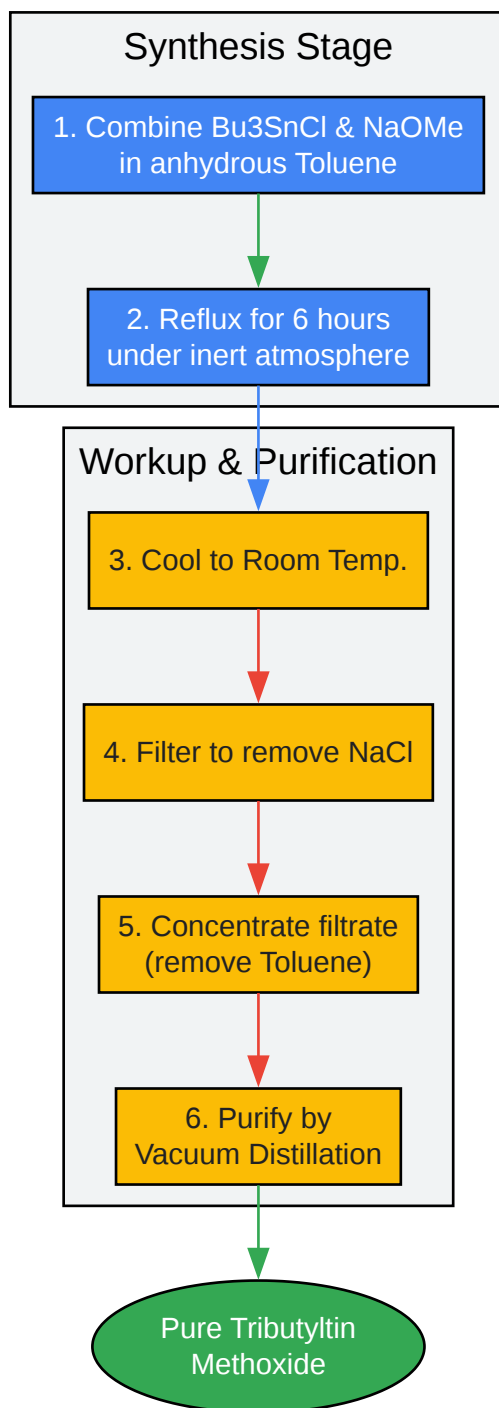 Synthesis Stage
1. Combine Bu3SnCl & NaOMe
in anhydrous Toluene
2. Reflux for 6 hours
under inert atmosphere
Workup & Purification
3. Cool to Room Temp.
4. Filter to remove NaCl
5. Concentrate filtrate
(remove Toluene)
6. Purify by
Vacuum Distillation
Pure Tributyltin
Methoxide